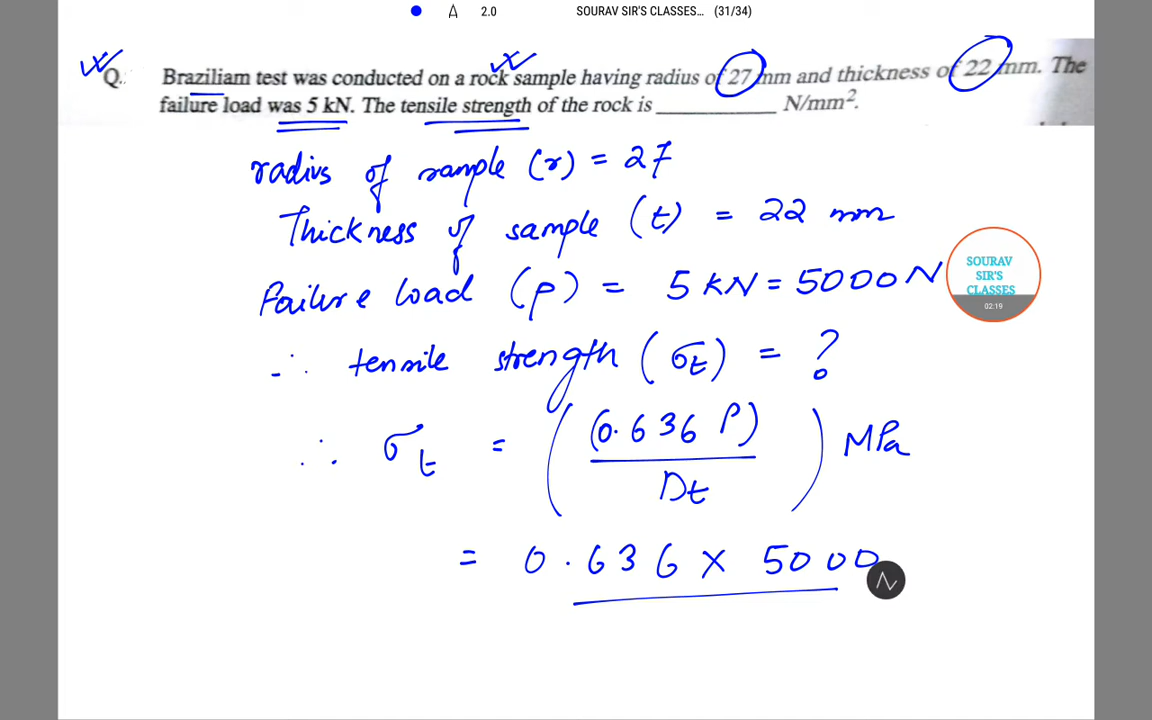 2.0 SOURAV SIR'S CLASSES... (31/34)
Q. Braziliam test was conducted on a rock sample having radius of 27 mm and thickness of 22 mm. The
failure load was 5 kN. The tensile strength of the rock is __________ N/mm².
radius of sample (r) = 27
Thickness of sample (t) = 22 mm
Failure load (P) = 5 kN = 5000 N
SOURAV
SIR'S
CLASSES
02:19
∴ tensile strength (σt) = ?
∴ σt = ( (0.636 P) / Dt ) MPa
= 0.636 × 5000